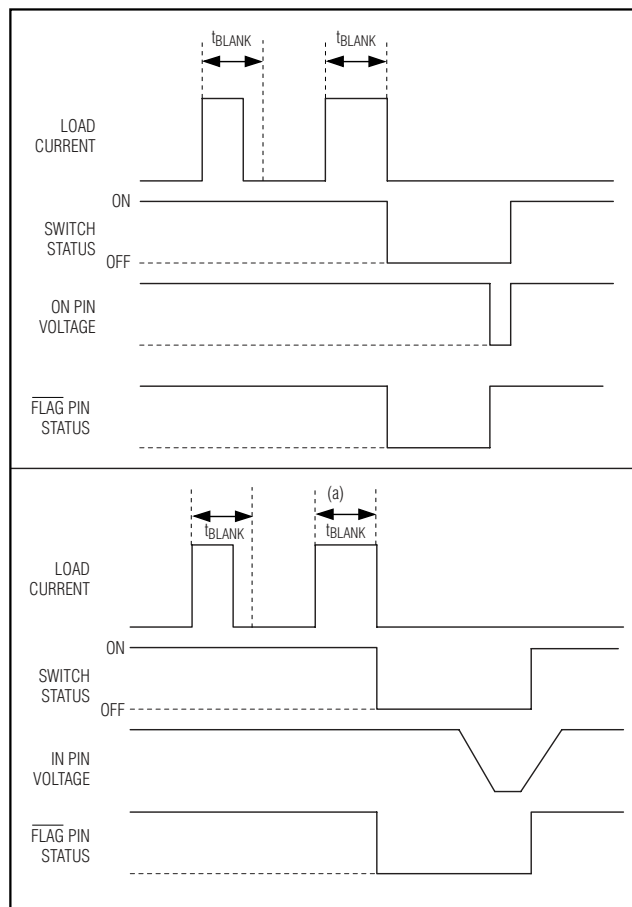 tBLANK tBLANK
LOAD
CURRENT
ON
SWITCH
STATUS
OFF
ON PIN
VOLTAGE
FLAG PIN
STATUS
(a)
tBLANK tBLANK
LOAD
CURRENT
ON
SWITCH
STATUS
OFF
IN PIN
VOLTAGE
FLAG PIN
STATUS